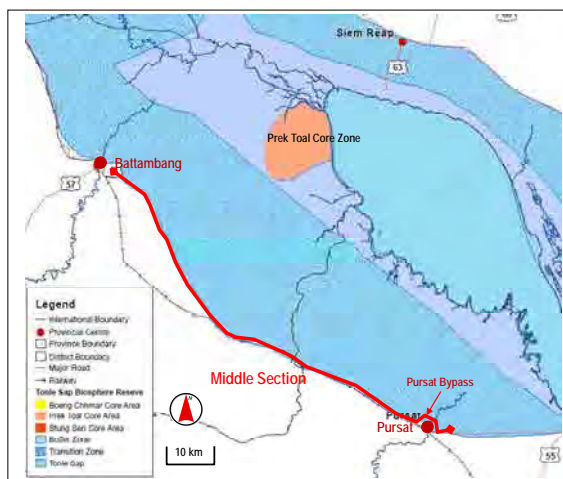 Siem Reap
63
Prek Toal Core Zone
Battambang
57
Legend
International Boundary
Provincial Centre
Province Boundary
District Boundary
Major Road
Railway
Tonle Sap Biosphere Reserve
Boeng Chhmar Core Area
Prek Toal Core Area
Stung Sen Core Area
Buffer Zone
Transition Zone
Tonle Sap
Middle Section
Pursat Bypass
Pursat
Pursat
10 km
55